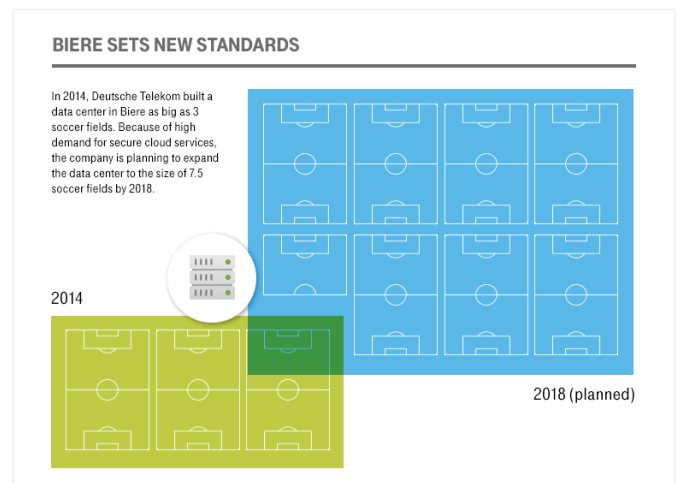 BIERE SETS NEW STANDARDS
In 2014, Deutsche Telekom built a
data center in Biere as big as 3
soccer fields. Because of high
demand for secure cloud services,
the company is planning to expand
the data center to the size of 7.5
soccer fields by 2018.
2014
2018 (planned)